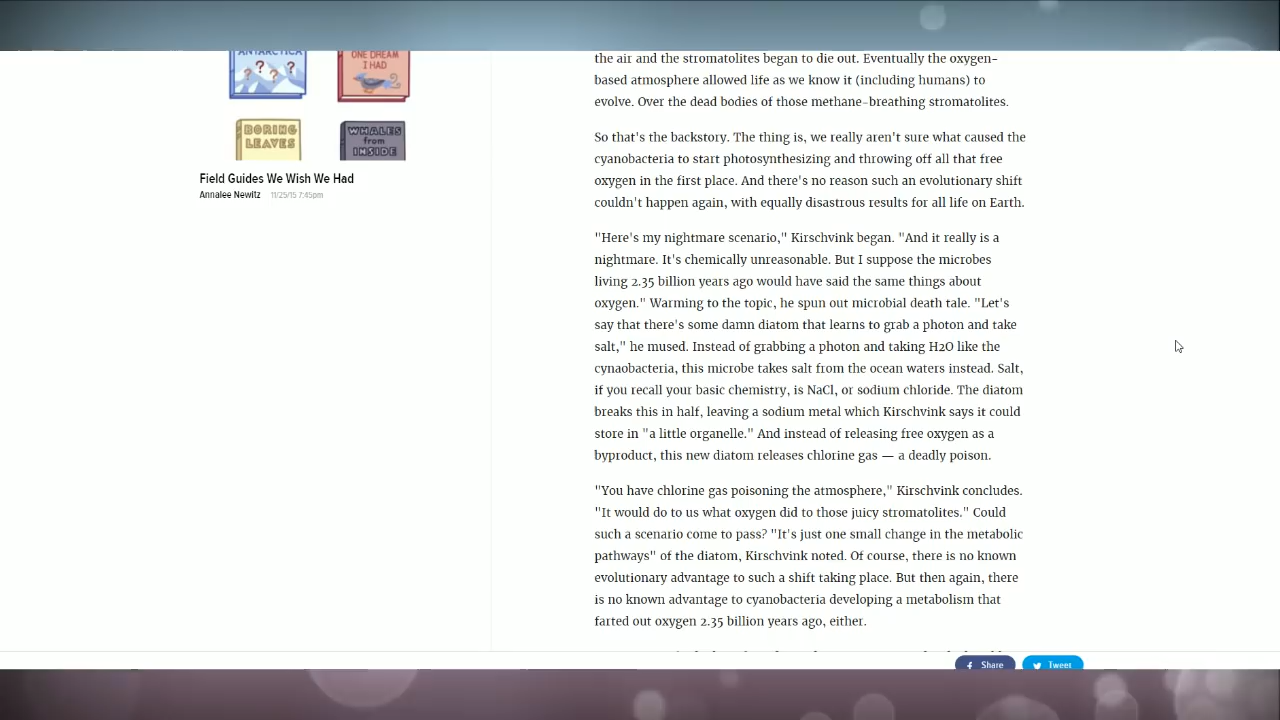 ANTARCTICA
ONE DREAM
I HAD
BORING
LEAVES
WHALES
from
INSIDE
Field Guides We Wish We Had
Annalee Newitz 11/25/15 7:45pm
the air and the stromatolites began to die out. Eventually the oxygen-
based atmosphere allowed life as we know it (including humans) to
evolve. Over the dead bodies of those methane-breathing stromatolites.
So that's the backstory. The thing is, we really aren't sure what caused the
cyanobacteria to start photosynthesizing and throwing off all that free
oxygen in the first place. And there's no reason such an evolutionary shift
couldn't happen again, with equally disastrous results for all life on Earth.
"Here's my nightmare scenario," Kirschvink began. "And it really is a
nightmare. It's chemically unreasonable. But I suppose the microbes
living 2.35 billion years ago would have said the same things about
oxygen." Warming to the topic, he spun out microbial death tale. "Let's
say that there's some damn diatom that learns to grab a photon and take
salt," he mused. Instead of grabbing a photon and taking H2O like the
cynaobacteria, this microbe takes salt from the ocean waters instead. Salt,
if you recall your basic chemistry, is NaCl, or sodium chloride. The diatom
breaks this in half, leaving a sodium metal which Kirschvink says it could
store in "a little organelle." And instead of releasing free oxygen as a
byproduct, this new diatom releases chlorine gas — a deadly poison.
"You have chlorine gas poisoning the atmosphere," Kirschvink concludes.
"It would do to us what oxygen did to those juicy stromatolites." Could
such a scenario come to pass? "It's just one small change in the metabolic
pathways" of the diatom, Kirschvink noted. Of course, there is no known
evolutionary advantage to such a shift taking place. But then again, there
is no known advantage to cyanobacteria developing a metabolism that
farted out oxygen 2.35 billion years ago, either.
Share Tweet